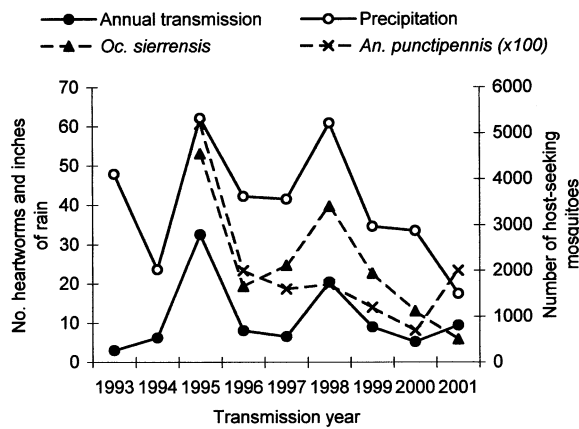 Annual transmission
Precipitation
Oc. sierrensis
An. punctipennis (x100)
No. heartworms and inches
of rain
70
60
50
40
30
20
10
0
6000
5000
4000
3000
2000
1000
0
Number of host-seeking
mosquitoes
1993 1994 1995 1996 1997 1998 1999 2000 2001
Transmission year